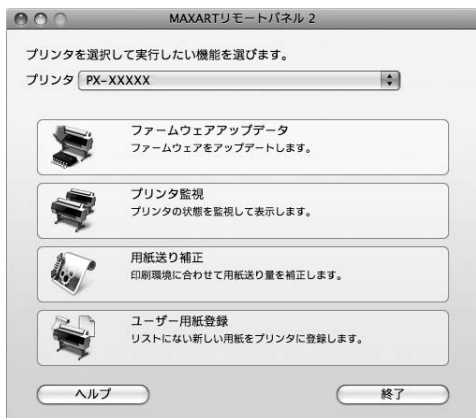 MAXARTリモートパネル 2
プリンタを選択して実行したい機能を選びます。
プリンタ PX-XXXXX
ファームウェアアップデータ
ファームウェアをアップデートします。
プリンタ監視
プリンタの状態を監視して表示します。
用紙送り補正
印刷環境に合わせて用紙送り量を補正します。
ユーザー用紙登録
リストにない新しい用紙をプリンタに登録します。
ヘルプ 終了